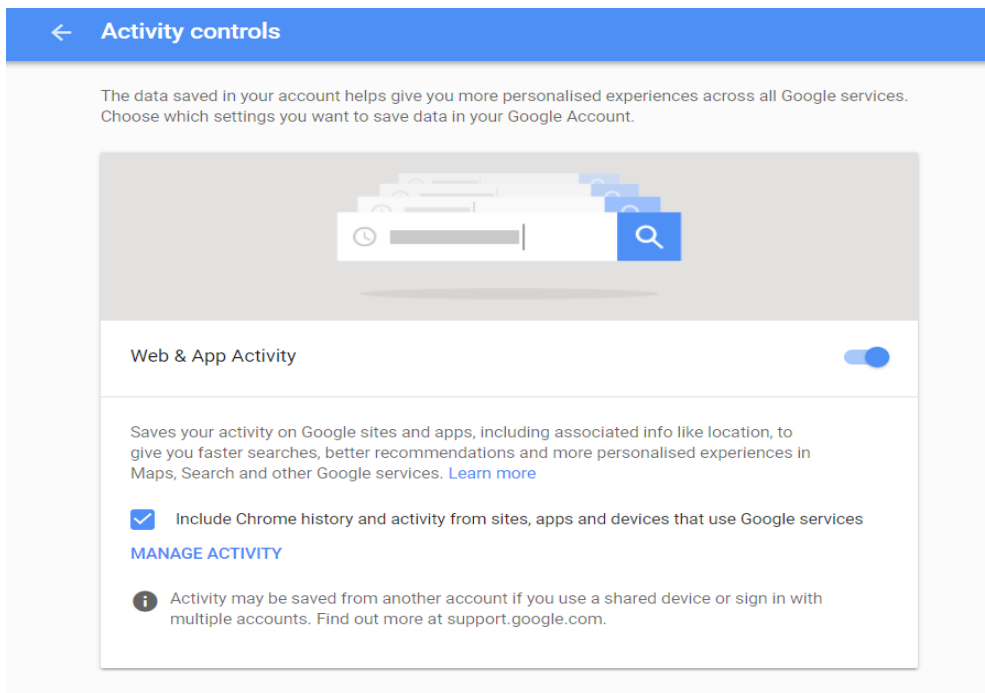 Activity controls
The data saved in your account helps give you more personalised experiences across all Google services.
Choose which settings you want to save data in your Google Account.
Web & App Activity
Saves your activity on Google sites and apps, including associated info like location, to
give you faster searches, better recommendations and more personalised experiences in
Maps, Search and other Google services. Learn more
Include Chrome history and activity from sites, apps and devices that use Google services
MANAGE ACTIVITY
Activity may be saved from another account if you use a shared device or sign in with
multiple accounts. Find out more at support.google.com.